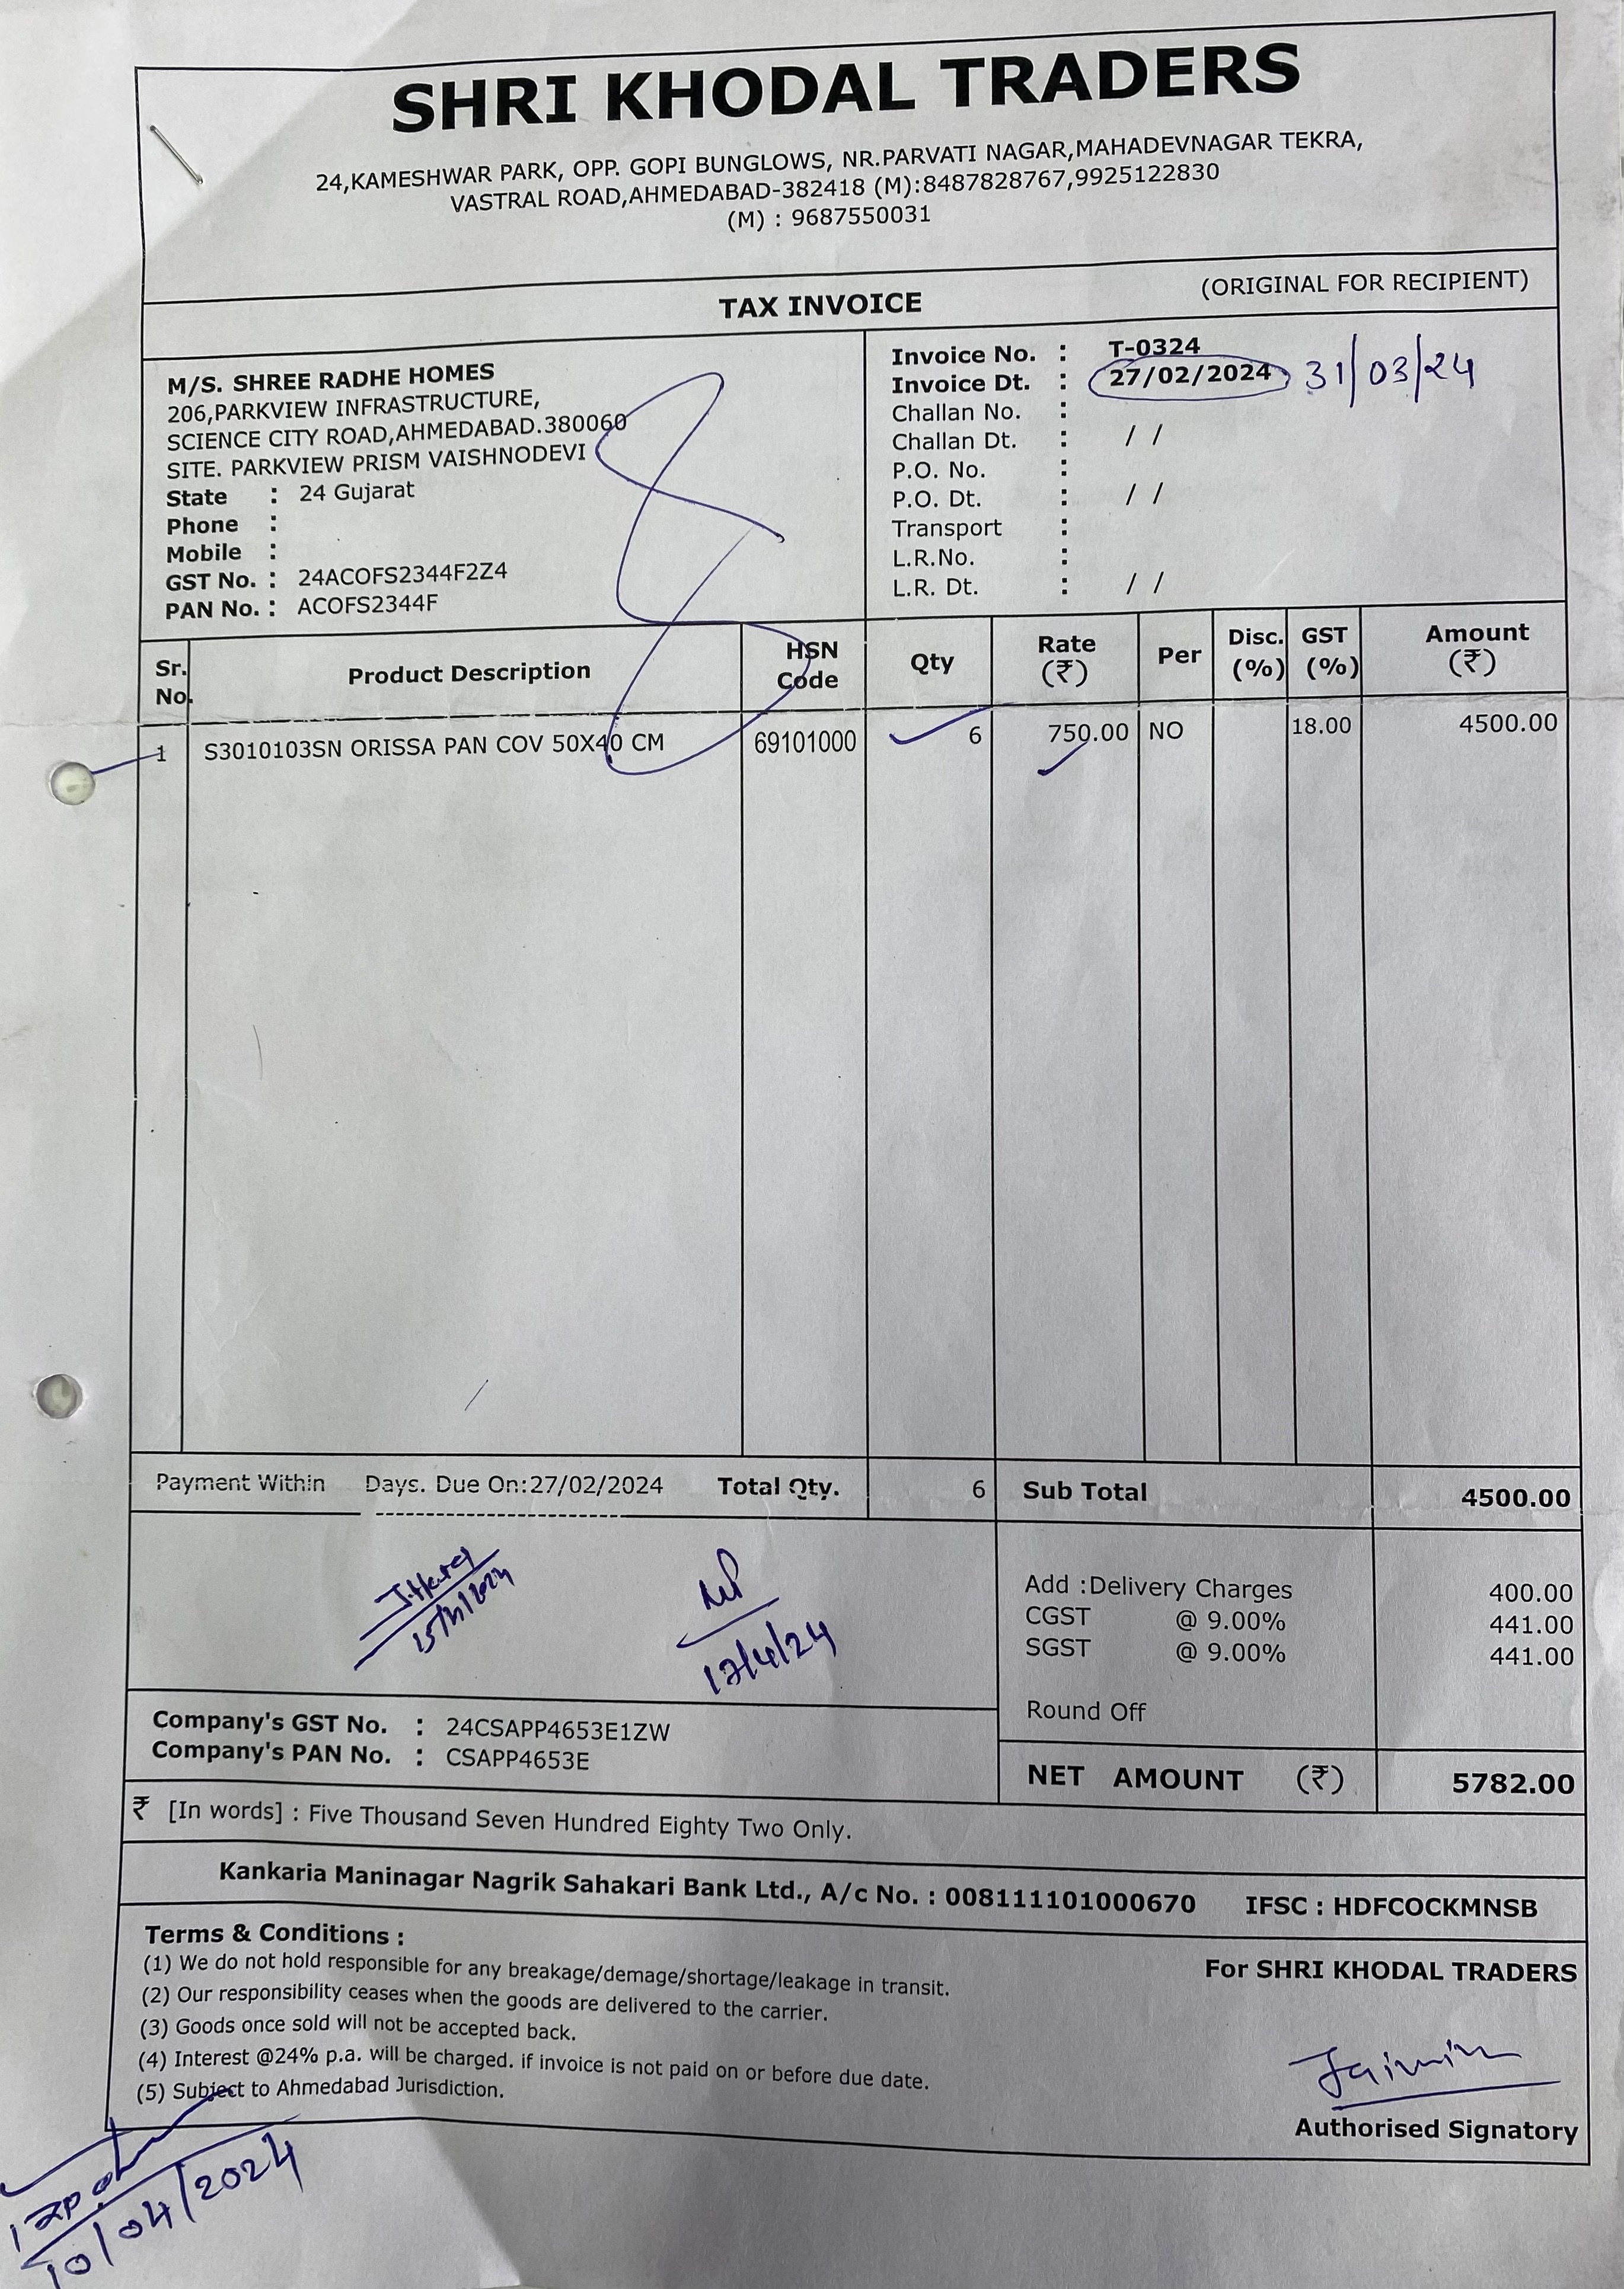 SHRI KHODAL TRADERS
24,KAMESHWAR PARK, OPP. GOPI BUNGLOWS, NR.PARVATI NAGAR,MAHADEVNAGAR TEKRA,
VASTRAL ROAD,AHMEDABAD-382418 (M):8487828767,9925122830
(M) : 9687550031
TAX INVOICE (ORIGINAL FOR RECIPIENT)
M/S. SHREE RADHE HOMES
206,PARKVIEW INFRASTRUCTURE,
SCIENCE CITY ROAD,AHMEDABAD.380060
SITE. PARKVIEW PRISM VAISHNODEVI
State : 24 Gujarat
Phone :
Mobile :
GST No. : 24ACOFS2344F2Z4
PAN No. : ACOFS2344F
Invoice No. : T-0324
Invoice Dt. : 27/02/2024 31/03/24
Challan No. :
Challan Dt. : / /
P.O. No. :
P.O. Dt. : / /
Transport :
L.R.No. :
L.R. Dt. : / /
Sr. No. Product Description HSN Code Qty Rate (₹) Per Disc. (%) GST (%) Amount (₹)
1 S3010103SN ORISSA PAN COV 50X40 CM 69101000 6 750.00 NO 18.00 4500.00
Payment Within Days. Due On:27/02/2024 Total Qty. 6 Sub Total 4500.00
17/4/24
Add :Delivery Charges 400.00
CGST @ 9.00% 441.00
SGST @ 9.00% 441.00
Round Off
Company's GST No. : 24CSAPP4653E1ZW
Company's PAN No. : CSAPP4653E
NET AMOUNT (₹) 5782.00
₹ [In words] : Five Thousand Seven Hundred Eighty Two Only.
Kankaria Maninagar Nagrik Sahakari Bank Ltd., A/c No. : 008111101000670 IFSC : HDFCOCKMNSB
Terms & Conditions :
(1) We do not hold responsible for any breakage/demage/shortage/leakage in transit.
(2) Our responsibility ceases when the goods are delivered to the carrier.
(3) Goods once sold will not be accepted back.
(4) Interest @24% p.a. will be charged. if invoice is not paid on or before due date.
(5) Subject to Ahmedabad Jurisdiction.
For SHRI KHODAL TRADERS
Jaimin
Authorised Signatory
10/04/2024